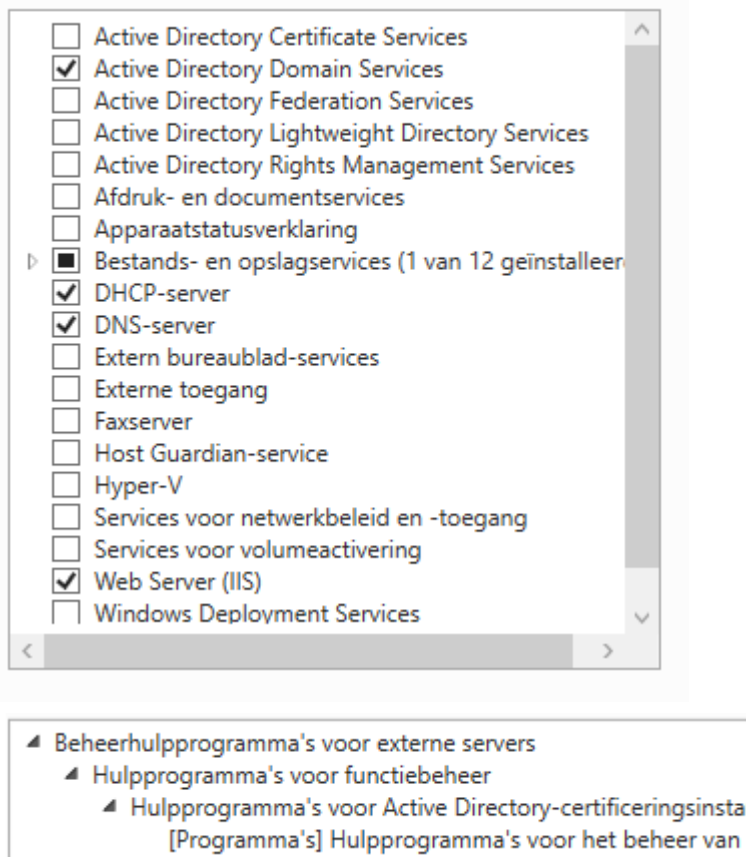 Active Directory Certificate Services
Active Directory Domain Services
Active Directory Federation Services
Active Directory Lightweight Directory Services
Active Directory Rights Management Services
Afdruk- en documentservices
Apparaatstatusverklaring
Bestands- en opslagservices (1 van 12 geïnstalleer
DHCP-server
DNS-server
Extern bureaublad-services
Externe toegang
Faxserver
Host Guardian-service
Hyper-V
Services voor netwerkbeleid en -toegang
Services voor volumeactivering
Web Server (IIS)
Windows Deployment Services
Beheerhulpprogramma's voor externe servers
Hulpprogramma's voor functiebeheer
Hulpprogramma's voor Active Directory-certificeringsinsta
[Programma's] Hulpprogramma's voor het beheer van